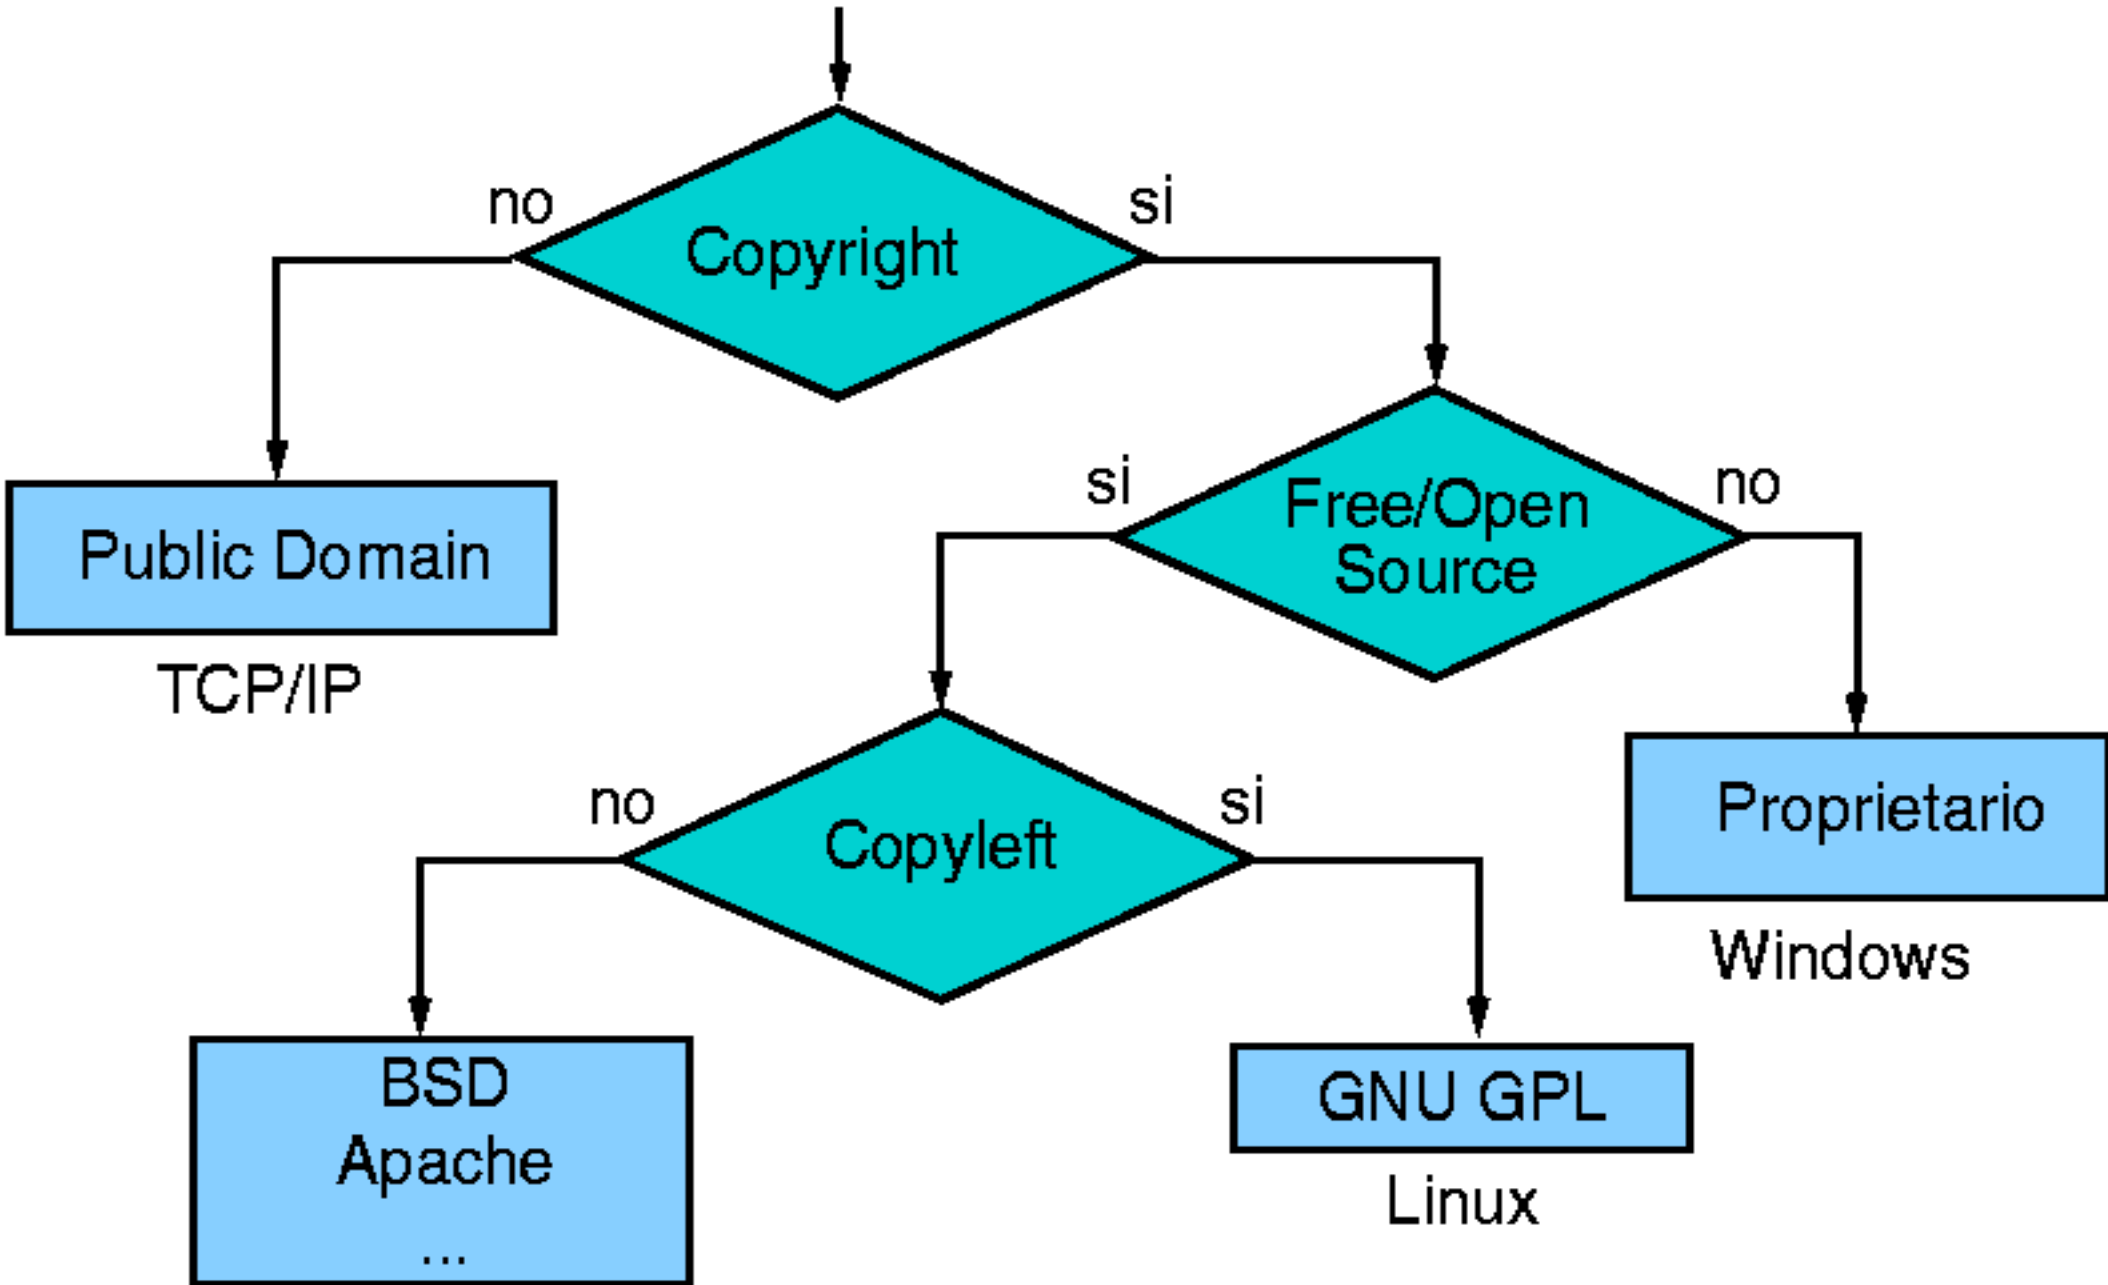 no
si
Copyright
si
Free/Open
Source
no
Public Domain
TCP/IP
no
Copyleft
si
Proprietario
Windows
BSD
Apache
...
GNU GPL
Linux